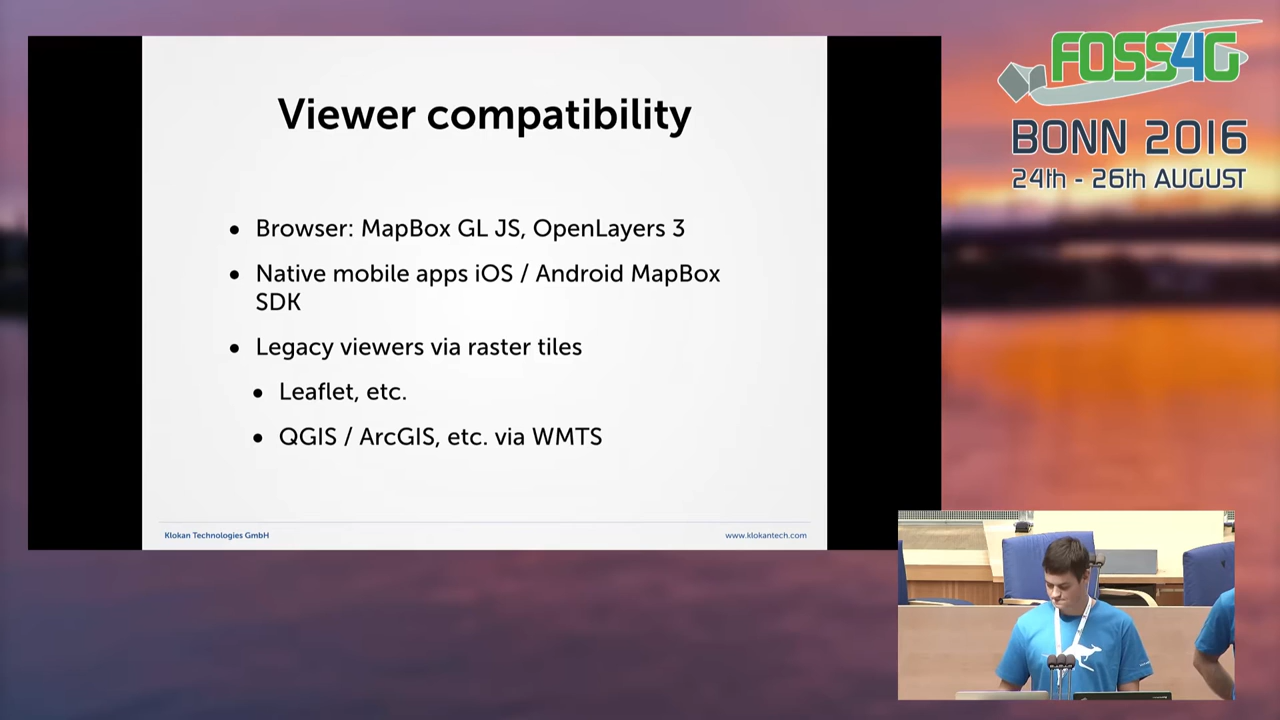 Viewer compatibility
• Browser: MapBox GL JS, OpenLayers 3
• Native mobile apps iOS / Android MapBox
SDK
• Legacy viewers via raster tiles
• Leaflet, etc.
• QGIS / ArcGIS, etc. via WMTS
Klokan Technologies GmbH
www.klokantech.com
FOSS4G
BONN 2016
24th - 26th AUGUST